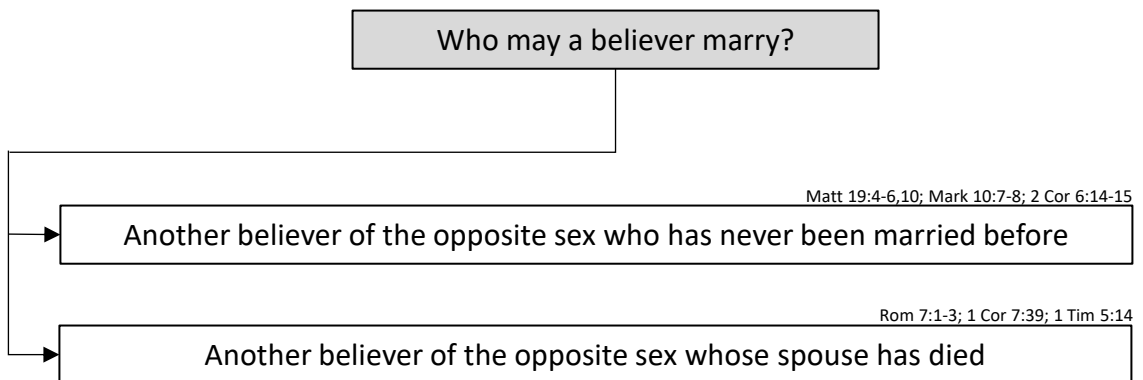 Who may a believer marry?
Matt 19:4-6,10; Mark 10:7-8; 2 Cor 6:14-15
Another believer of the opposite sex who has never been married before
Rom 7:1-3; 1 Cor 7:39; 1 Tim 5:14
Another believer of the opposite sex whose spouse has died